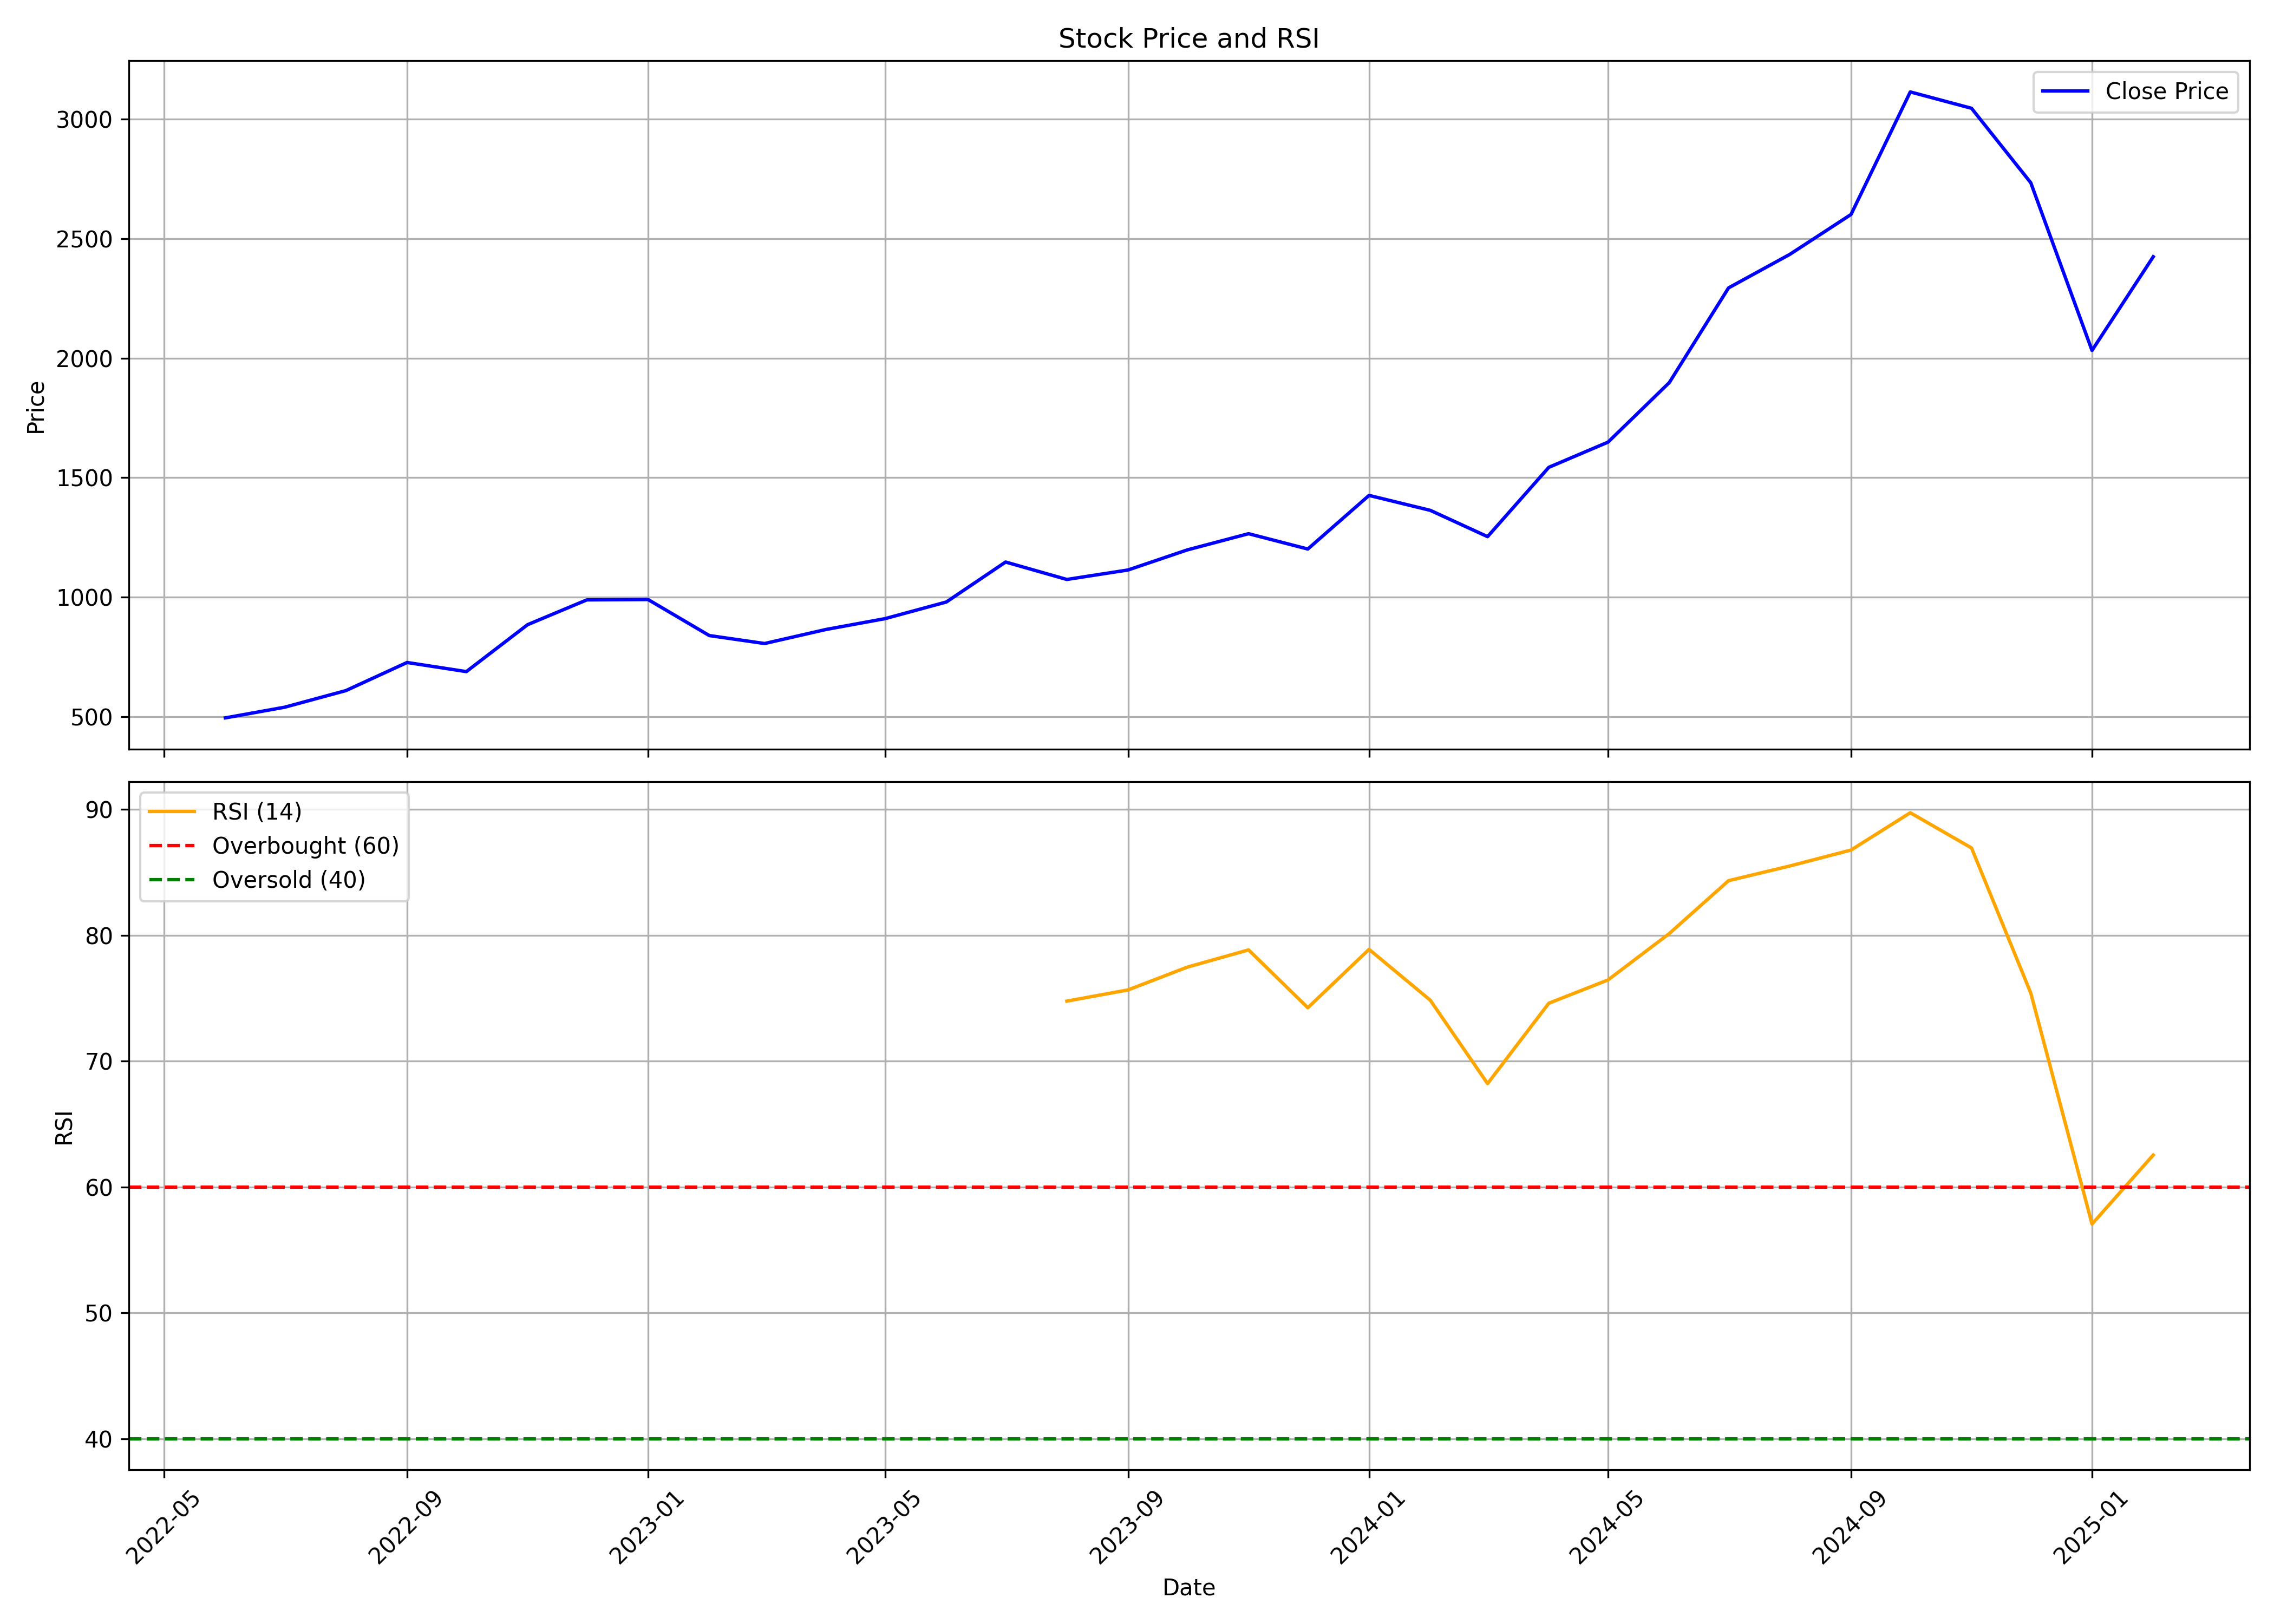 Stock Price and RSI
Close Price
Price
3000
2500
2000
1500
1000
500
RSI (14)
Overbought (60)
Oversold (40)
RSI
90
80
70
60
50
40
2022-05
2022-09
2023-01
2023-05
2023-09
2024-01
2024-05
2024-09
2025-01
Date